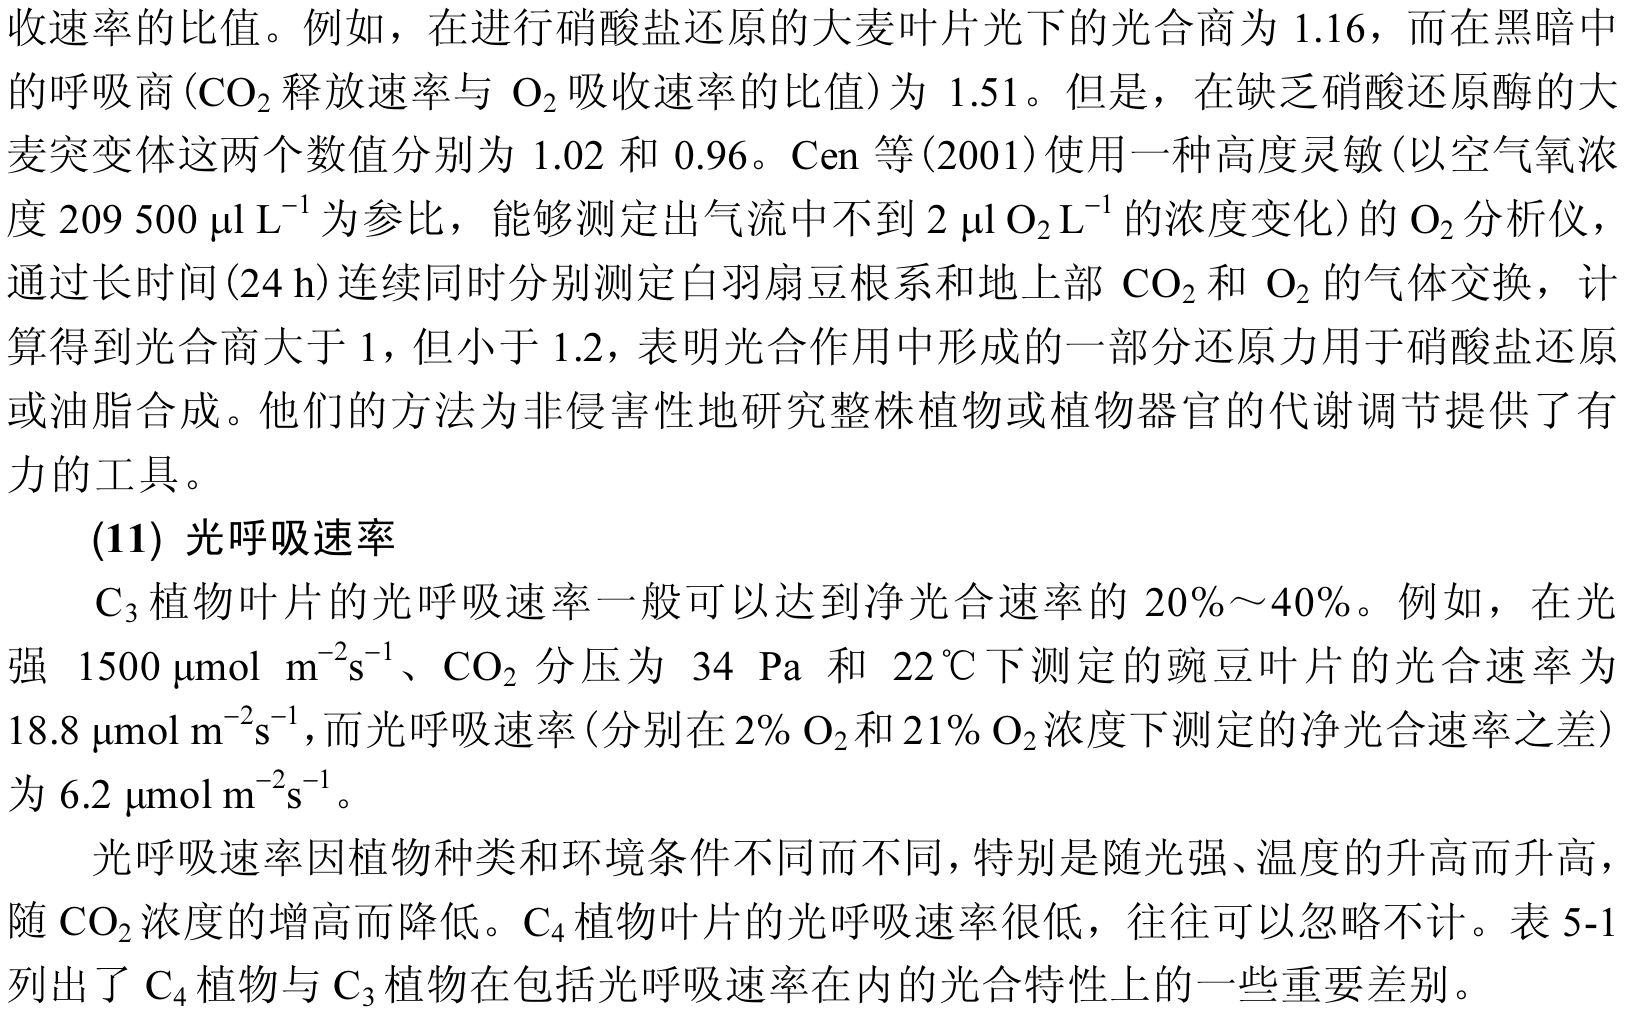 收速率的比值。例如，在进行硝酸盐还原的大麦叶片光下的光合商为 1.16，而在黑暗中
的呼吸商(CO₂ 释放速率与 O₂ 吸收速率的比值)为 1.51。但是，在缺乏硝酸还原酶的大
麦突变体这两个数值分别为 1.02 和 0.96。Cen 等(2001)使用一种高度灵敏(以空气氧浓
度 209 500 μl L⁻¹ 为参比，能够测定出气流中不到 2 μl O₂ L⁻¹ 的浓度变化)的 O₂ 分析仪，
通过长时间(24 h)连续同时分别测定白羽扇豆根系和地上部 CO₂ 和 O₂ 的气体交换，计
算得到光合商大于 1，但小于 1.2，表明光合作用中形成的一部分还原力用于硝酸盐还原
或油脂合成。他们的方法为非侵害性地研究整株植物或植物器官的代谢调节提供了有
力的工具。
(11) 光呼吸速率
C₃ 植物叶片的光呼吸速率一般可以达到净光合速率的 20%～40%。例如，在光
强 1500 μmol m⁻²s⁻¹、CO₂ 分压为 34 Pa 和 22℃下测定的豌豆叶片的光合速率为
18.8 μmol m⁻²s⁻¹，而光呼吸速率(分别在 2% O₂ 和 21% O₂ 浓度下测定的净光合速率之差)
为 6.2 μmol m⁻²s⁻¹。
光呼吸速率因植物种类和环境条件不同而不同，特别是随光强、温度的升高而升高，
随 CO₂ 浓度的增高而降低。C₄ 植物叶片的光呼吸速率很低，往往可以忽略不计。表 5-1
列出了 C₄ 植物与 C₃ 植物在包括光呼吸速率在内的光合特性上的一些重要差别。